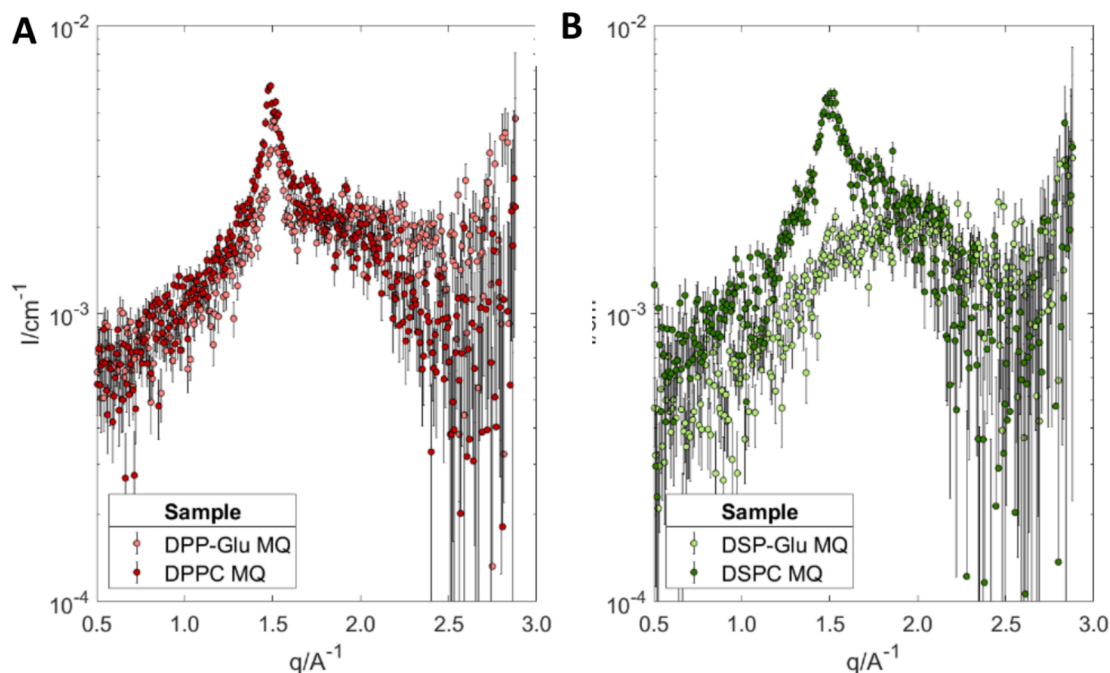 A
10⁻²
10⁻³
10⁻⁴
I/cm⁻¹
0.5 1.0 1.5 2.0 2.5 3.0
q/A⁻¹
Sample
DPP-Glu MQ
DPPC MQ
B
10⁻²
10⁻³
10⁻⁴
0.5 1.0 1.5 2.0 2.5 3.0
q/A⁻¹
Sample
DSP-Glu MQ
DSPC MQ